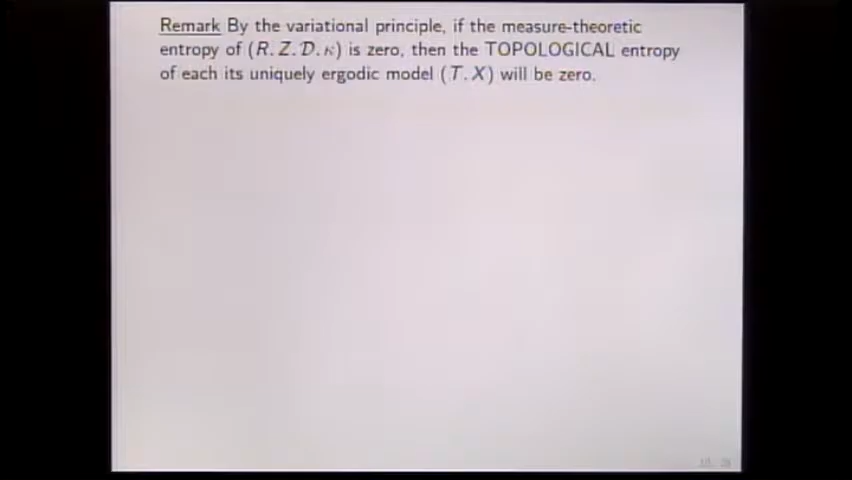 Remark By the variational principle, if the measure-theoretic
entropy of (R, Z, 𝒟, κ) is zero, then the TOPOLOGICAL entropy
of each its uniquely ergodic model (T, X) will be zero.